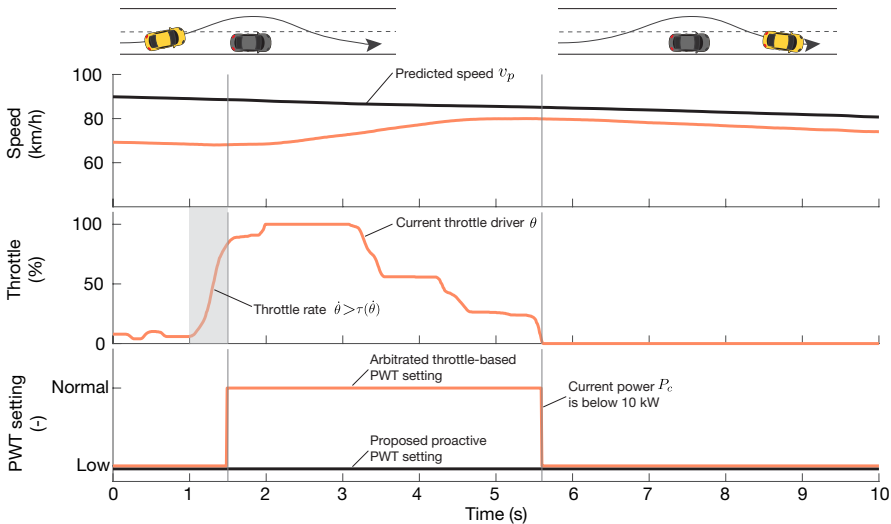 100
80
60
Speed
(km/h)
Predicted speed v_p
100
50
0
Throttle
(%)
Current throttle driver θ
Throttle rate θ̇ > τ(θ̇)
Normal
Low
PWT setting
(-)
Arbitrated throttle-based
PWT setting
Current power P_c
is below 10 kW
Proposed proactive
PWT setting
0 1 2 3 4 5 6 7 8 9 10
Time (s)